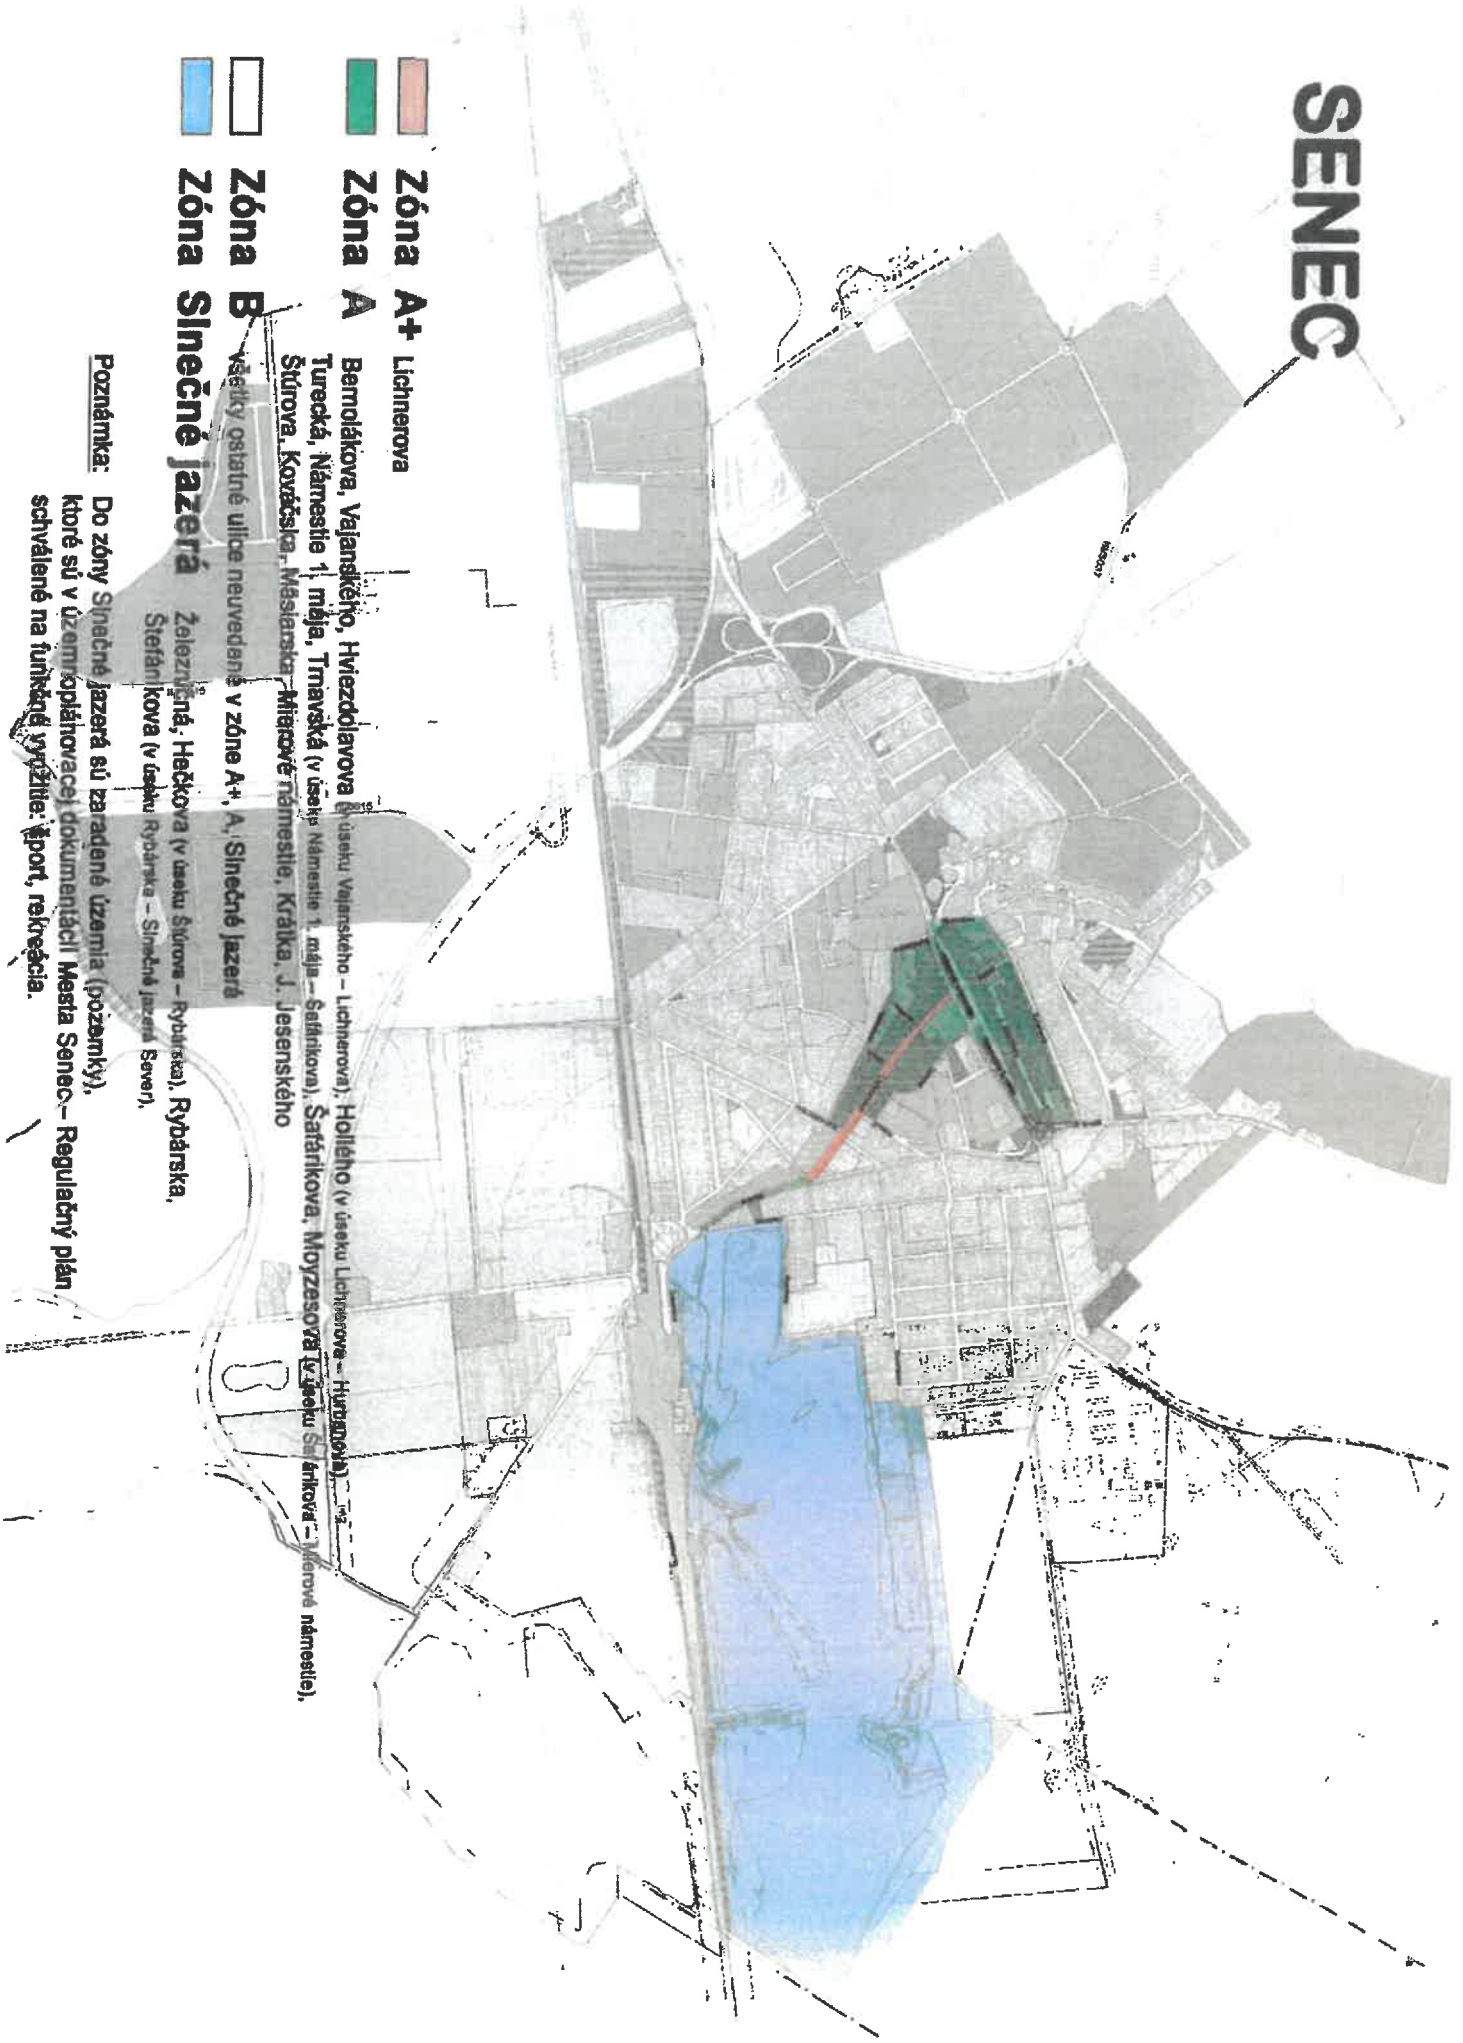 SENEC
Zóna A+ Lichnerova
Zóna A Bernolákova, Vajanského, Hviezdolavova (v úseku Vajanského – Lichnerova), Hollého (v úseku Lichnerova – Hurbanova),
Turecká, Námestie 1. mája, Trnavská (v úseku Námestie 1. mája – Šafárikova), Šafárikova, Moyzesova (v úseku Šafárikova – Mierové námestie),
Štúrova, Kováčska, Mäsiarska, Mierové námestie, Krátka, J. Jesenského
Zóna B všetky ostatné ulice neuvedené v zóne A+, A, Slnečné jazerá
Zóna Slnečné jazerá Železničná, Hečkova (v úseku Štúrova – Rybárska), Rybárska,
Štefánikova (v úseku Rybárska – Slnečné jazerá Sever),
Poznámka: Do zóny Slnečné jazerá sú zaradené územia (pozemky),
ktoré sú v územnoplánovacej dokumentácii Mesta Senec – Regulačný plán
schválené na funkčné využitie: šport, rekreácia.